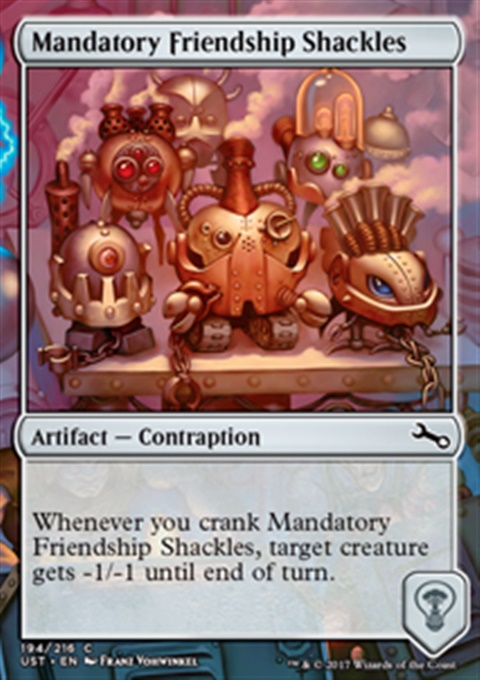 Mandatory Friendship Shackles
Artifact — Contraption
Whenever you crank Mandatory
Friendship Shackles, target creature
gets -1/-1 until end of turn.
194/216 C
UST • EN Franz Vohwinkel
™ & © 2017 Wizards of the Coast